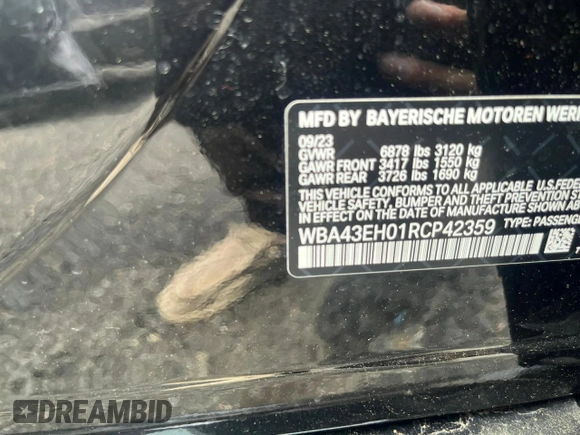 MFD BY BAYERISCHE MOTOREN
09/23
GVWR 6878 lbs 3120 kg
GAWR FRONT 3417 lbs 1550 kg
GAWR REAR 3726 lbs 1690 kg
THIS VEHICLE CONFORMS TO ALL APPLICABLE U.S.
VEHICLE SAFETY, BUMPER AND THEFT
IN EFFECT ON THE DATE OF MANUFACTURE SHOWN ABOVE
WBA43EH01RCP42359 TYPE:
DREAMBID